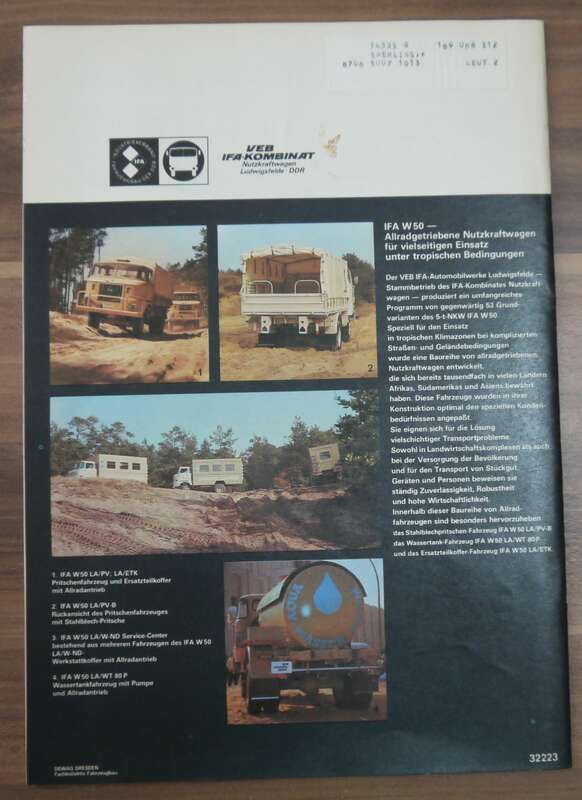 169 068 312
8798 3007 1013
LEUT 2
IFA
VEB
IFA-KOMBINAT
Nutzkraftwagen
Ludwigsfelde DDR
IFA W 50 —
Allradgetriebene Nutzkraftwagen
für vielseitigen Einsatz
unter tropischen Bedingungen
Der VEB IFA-Automobilwerke Ludwigsfelde —
Stammbetrieb des IFA-Kombinates Nutzkraft-
wagen — produziert ein umfangreiches
Programm von gegenwärtig 53 Grund-
varianten des 5-t-NKW IFA W 50.
Speziell für den Einsatz
in tropischen Klimazonen bei komplizierten
Straßen- und Geländebedingungen
wurde eine Baureihe von allradgetriebenen
Nutzkraftwagen entwickelt,
die sich bereits tausendfach in vielen Ländern
Afrikas, Südamerikas und Asiens bewährt
haben. Diese Fahrzeuge wurden in ihrer
Konstruktion optimal den speziellen Kunden-
bedürfnissen angepaßt.
Sie eignen sich für die Lösung
vielschichtiger Transportprobleme.
Sowohl in Landwirtschaftskomplexen als auch
bei der Versorgung der Bevölkerung
und für den Transport von Stückgut,
Geräten und Personen beweisen sie
ständig Zuverlässigkeit, Robustheit
und hohe Wirtschaftlichkeit.
Innerhalb dieser Baureihe von Allrad-
fahrzeugen sind besonders hervorzuheben
das Stahlblechpritschen-Fahrzeug IFA W 50 LA/PV-B
das Wassertank-Fahrzeug IFA W 50 LA/WT 80 P
und das Ersatzteilkoffer-Fahrzeug IFA W 50 LA/ETK.
1
2
1 IFA W 50 LA/PV; LA/ETK
Pritschenfahrzeug und Ersatzteilkoffer
mit Allradantrieb
2 IFA W 50 LA/PV-B
Rückansicht des Pritschenfahrzeuges
mit Stahlblech-Pritsche
3 IFA W 50 LA/W-ND Service-Center
bestehend aus mehreren Fahrzeugen des IFA W 50
LA/W-ND-
Werkstattkoffer mit Allradantrieb
4 IFA W 50 LA/WT 80 P
Wassertankfahrzeug mit Pumpe
und Allradantrieb
DEWAG DRESDEN
Fachkollektiv Fahrzeugbau
32223